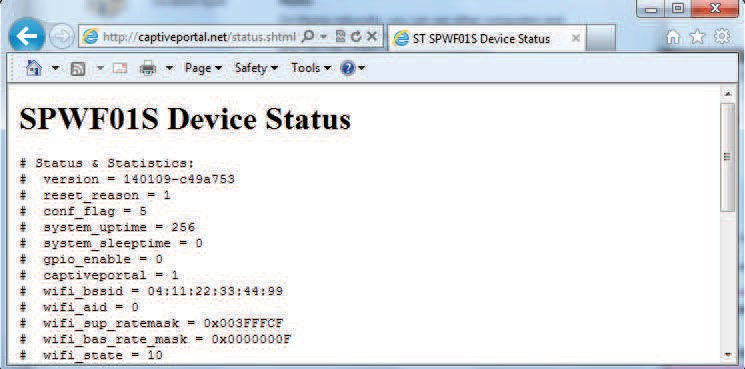 http://captiveportal.net/status.shtml
ST SPWF01S Device Status
Page
Safety
Tools
SPWF01S Device Status
# Status & Statistics:
#  version = 140109-c49a753
#  reset_reason = 1
#  conf_flag = 5
#  system_uptime = 256
#  system_sleeptime = 0
#  gpio_enable = 0
#  captiveportal = 1
#  wifi_bssid = 04:11:22:33:44:99
#  wifi_aid = 0
#  wifi_sup_ratemask = 0x003FFFCF
#  wifi_bas_rate_mask = 0x0000000F
#  wifi_state = 10